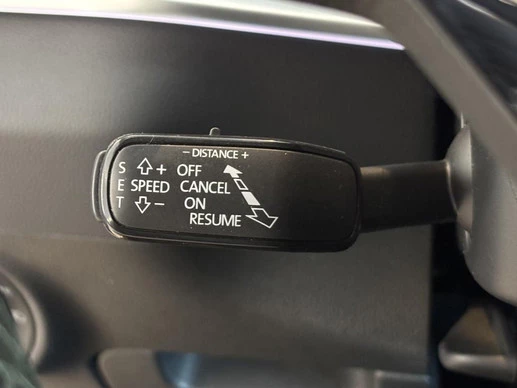 - DISTANCE +
S + OFF
E SPEED CANCEL
T - ON
RESUME